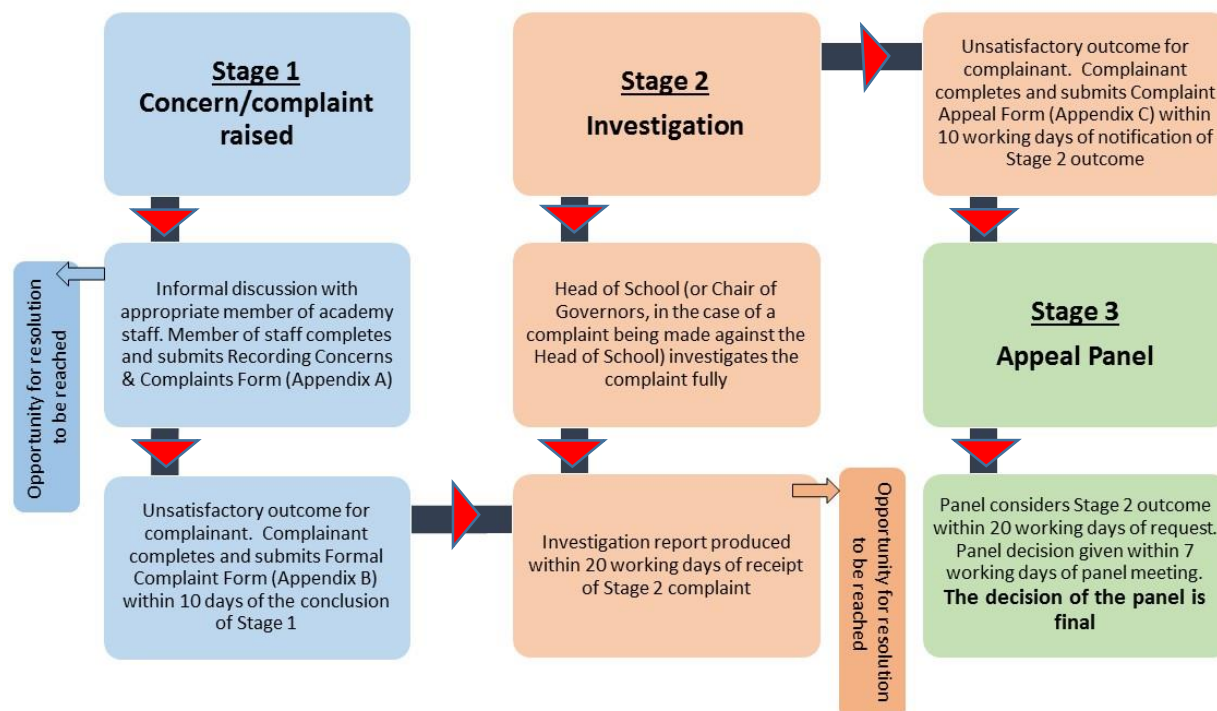 Stage 1
Concern/complaint
raised
Informal discussion with
appropriate member of academy
staff. Member of staff completes
and submits Recording Concerns
& Complaints Form (Appendix A)
Opportunity for resolution
to be reached
Unsatisfactory outcome for
complainant.  Complainant
completes and submits Formal
Complaint Form (Appendix B)
within 10 days of the conclusion
of Stage 1
Stage 2
Investigation
Head of School (or Chair of
Governors, in the case of a
complaint being made against the
Head of School) investigates the
complaint fully
Investigation report produced
within 20 working days of receipt
of Stage 2 complaint
Opportunity for resolution
to be reached
Unsatisfactory outcome for
complainant.  Complainant
completes and submits Complaint
Appeal Form (Appendix C) within
10 working days of notification of
Stage 2 outcome
Stage 3
Appeal Panel
Panel considers Stage 2 outcome
within 20 working days of request.
Panel decision given within 7
working days of panel meeting.
The decision of the panel is
final